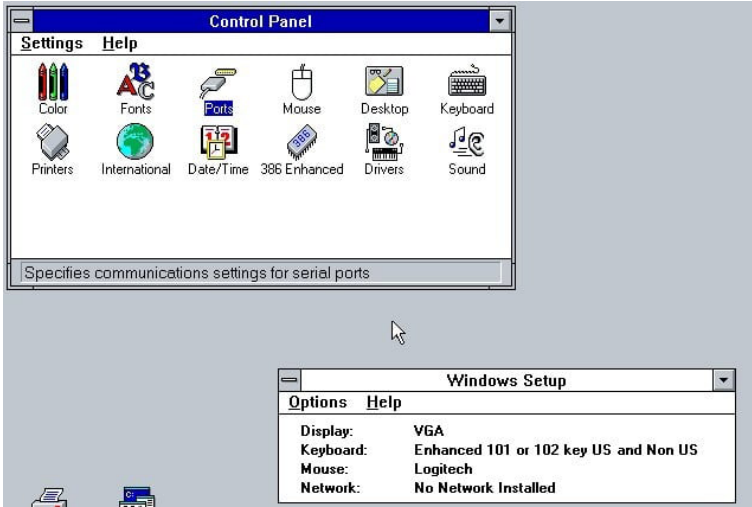 Control Panel
Settings Help
Color Fonts Ports Mouse Desktop Keyboard
Printers International Date/Time 386 Enhanced Drivers Sound
Specifies communications settings for serial ports
Windows Setup
Options Help
Display: VGA
Keyboard: Enhanced 101 or 102 key US and Non US
Mouse: Logitech
Network: No Network Installed